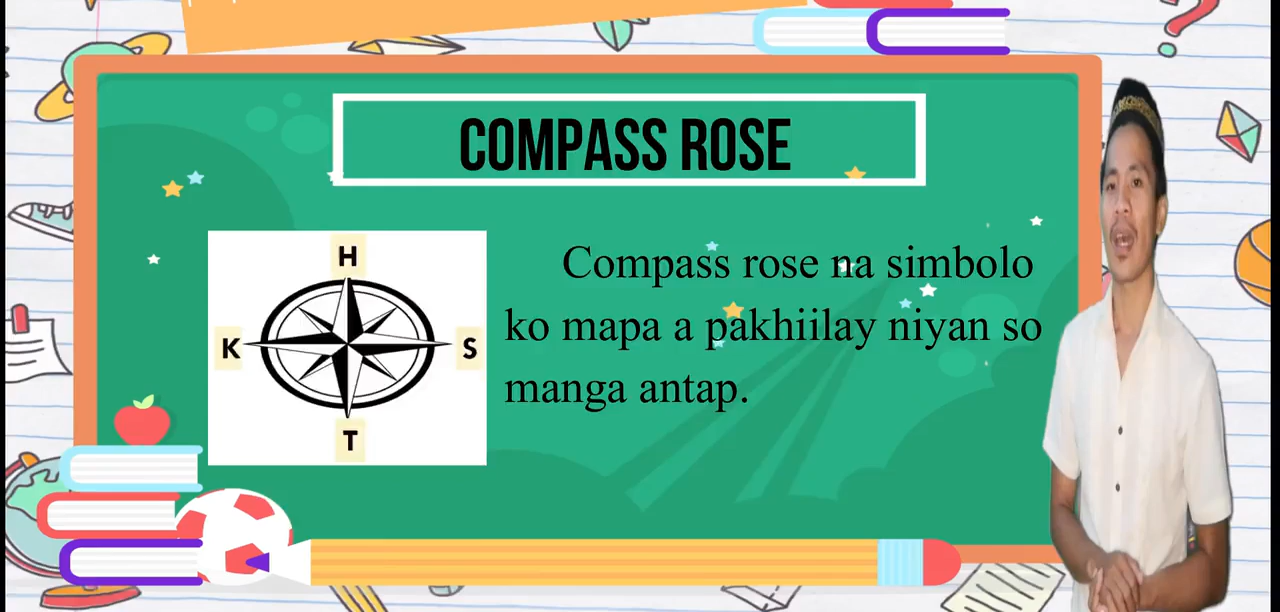 COMPASS ROSE
H
K
S
T
Compass rose na simbolo
ko mapa a pakhiilay niyan so
manga antap.